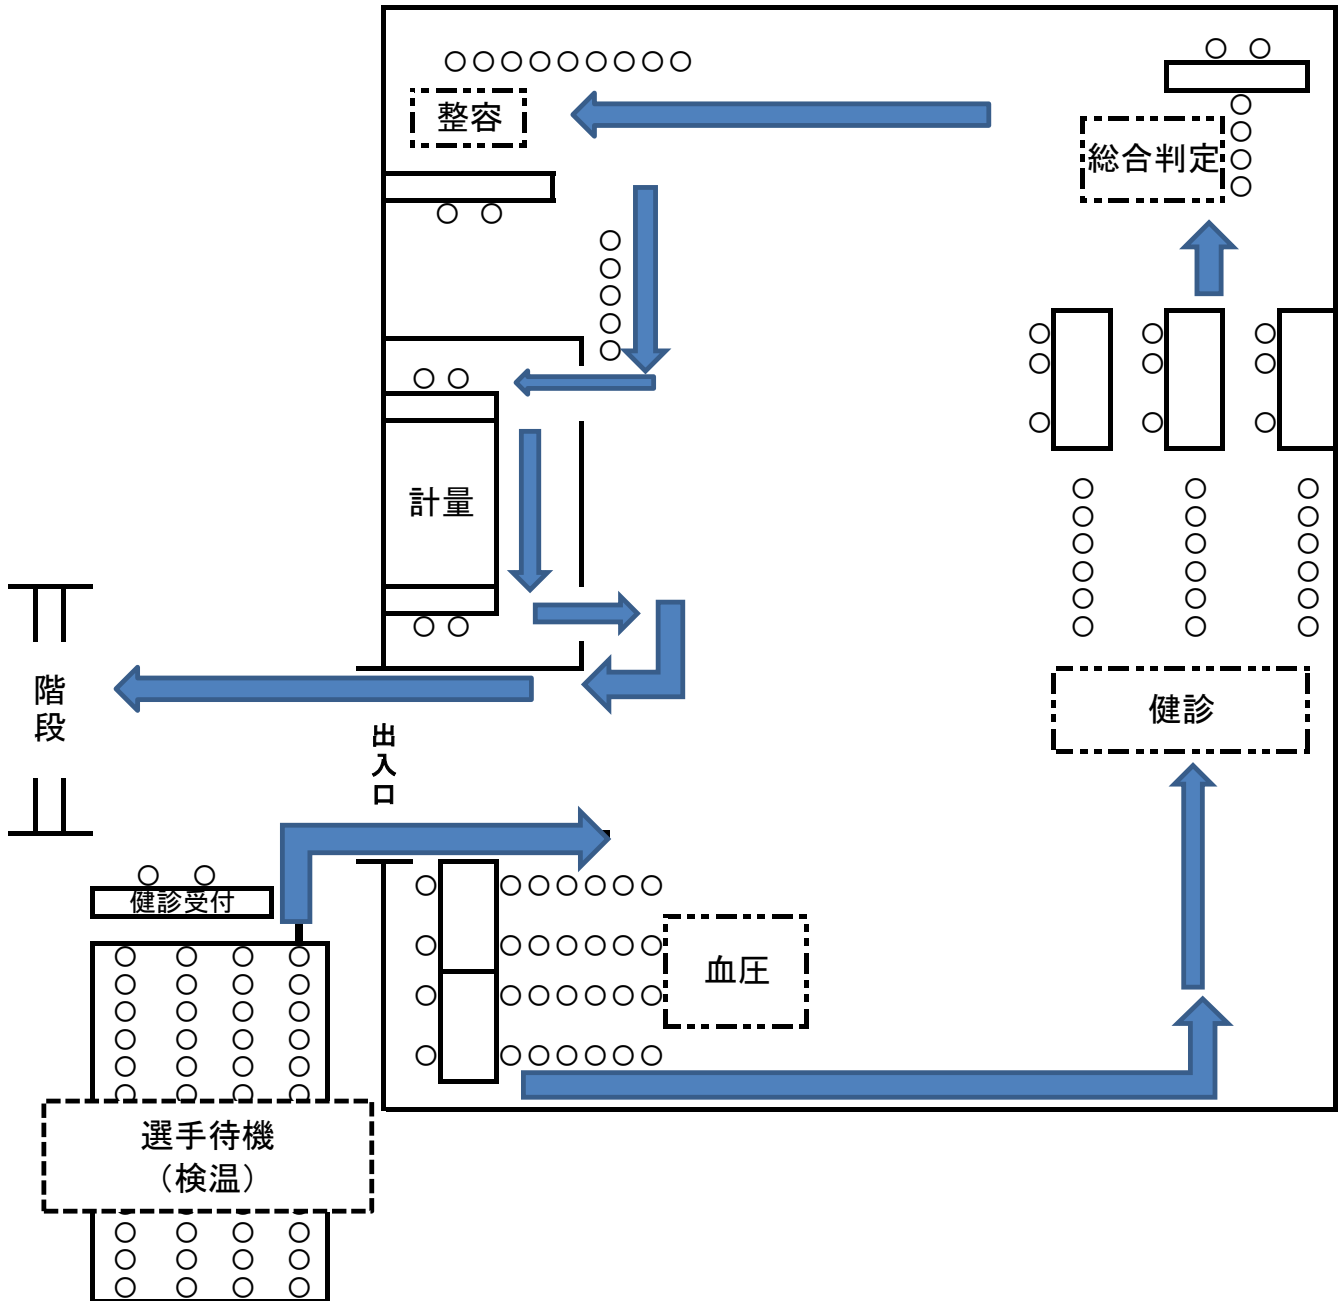 整容
総合判定
計量
階段
出入口
健診
健診受付
血圧
選手待機
（検温）